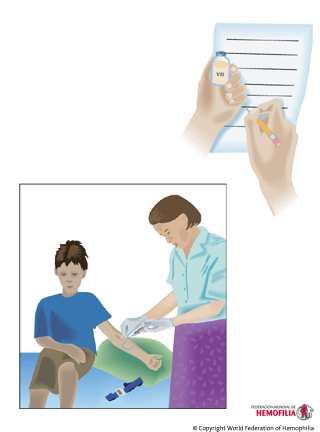 VIII
FEDERACIÓN MUNDIAL DE
HEMOFILIA
© Copyright World Federation of Hemophilia